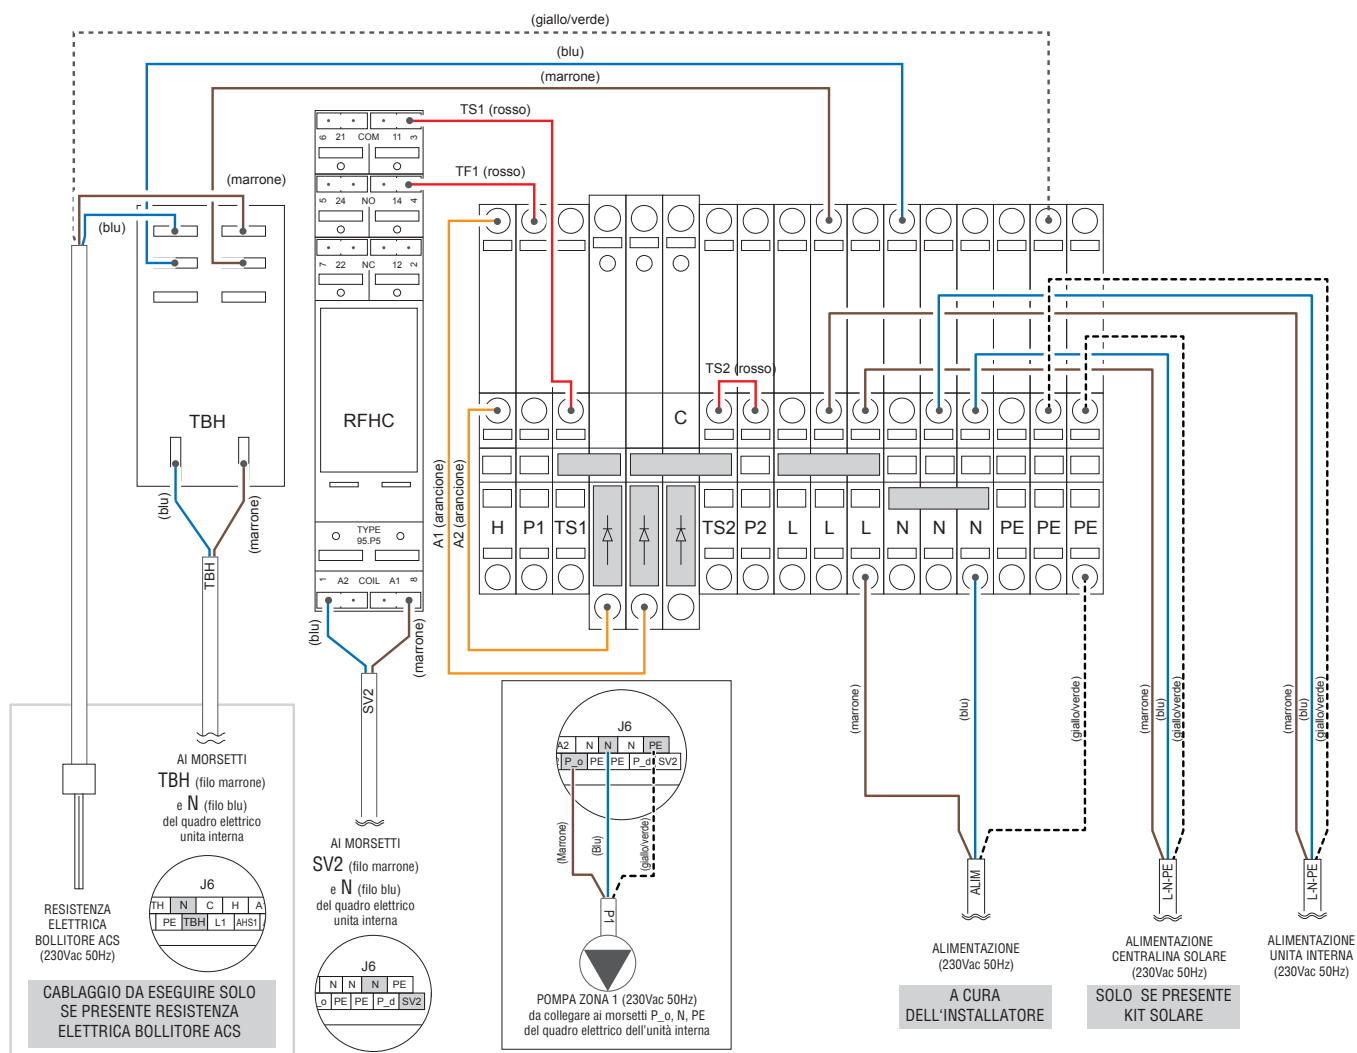 (giallo/verde)
(blu)
(marrone)
TS1 (rosso)
TF1 (rosso)
(marrone)
(blu)
6 21 COM 11 3
5 24 NO 14 4
7 22 NC 12 2
TBH
RFHC
TYPE
95.P5
1 A2 COIL A1 8
TS2 (rosso)
C
A1 (arancione)
A2 (arancione)
H P1 TS1 TS2 P2 L L L N N N PE PE PE
(blu)
(marrone)
TBH
(blu)
(marrone)
SV2
(marrone)
(blu)
(giallo/verde)
(marrone)
(blu)
(giallo/verde)
(marrone)
(blu)
(giallo/verde)
AI MORSETTI
TBH (filo marrone)
e N (filo blu)
del quadro elettrico
unita interna
J6
TH N C H A
PE TBH L1 AHS1
RESISTENZA
ELETTRICA
BOLLITORE ACS
(230Vac 50Hz)
CABLAGGIO DA ESEGUIRE SOLO
SE PRESENTE RESISTENZA
ELETTRICA BOLLITORE ACS
AI MORSETTI
SV2 (filo marrone)
e N (filo blu)
del quadro elettrico
unita interna
J6
N N N PE
_o PE PE P_d SV2
J6
A2 N N N PE
P_o PE PE P_d SV2
(Marrone)
(Blu)
(giallo/verde)
P1
POMPA ZONA 1 (230Vac 50Hz)
da collegare ai morsetti P_o, N, PE
del quadro elettrico dell'unità interna
ALIM
ALIMENTAZIONE
(230Vac 50Hz)
A CURA
DELL'INSTALLATORE
L-N-PE
ALIMENTAZIONE
CENTRALINA SOLARE
(230Vac 50Hz)
SOLO SE PRESENTE
KIT SOLARE
L-N-PE
ALIMENTAZIONE
UNITA INTERNA
(230Vac 50Hz)